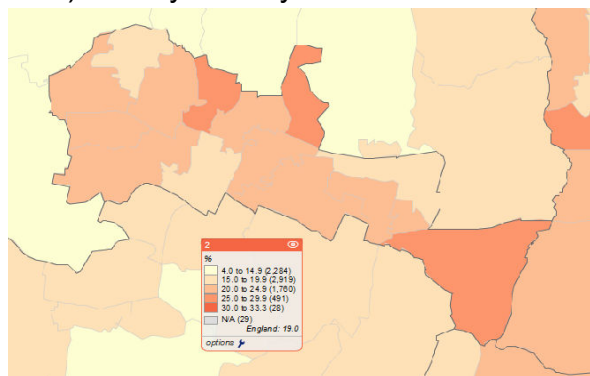 2
%
4.0 to 14.9 (2,284)
15.0 to 19.9 (2,919)
20.0 to 24.9 (1,760)
25.0 to 29.9 (491)
30.0 to 33.3 (28)
N/A (29)
England: 19.0
options